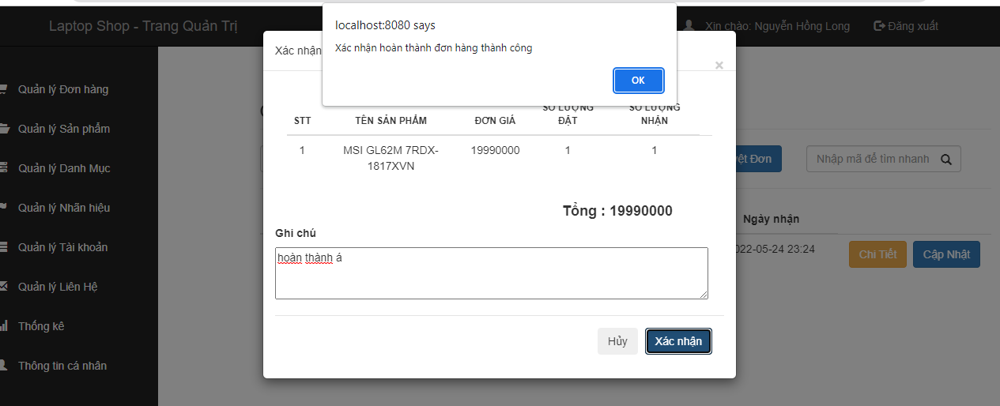 Laptop Shop - Trang Quản Trị
Xin chào: Nguyễn Hồng Long
Đăng xuất
localhost:8080 says
Xác nhận hoàn thành đơn hàng thành công
OK
Quản lý Đơn hàng
Quản lý Sản phẩm
Quản lý Danh Mục
Quản lý Nhãn hiệu
Quản lý Tài khoản
Quản lý Liên Hệ
Thống kê
Thông tin cá nhân
Xác nhận
×
STT
TÊN SẢN PHẨM
ĐƠN GIÁ
SỐ LƯỢNG
ĐẶT
SỐ LƯỢNG
NHẬN
1
MSI GL62M 7RDX-
1817XVN
19990000
1
1
Tổng : 19990000
Ghi chú
hoàn thành á
Hủy
Xác nhận
Đơn
Nhập mã để tìm nhanh
Ngày nhận
022-05-24 23:24
Chi Tiết
Cập Nhật